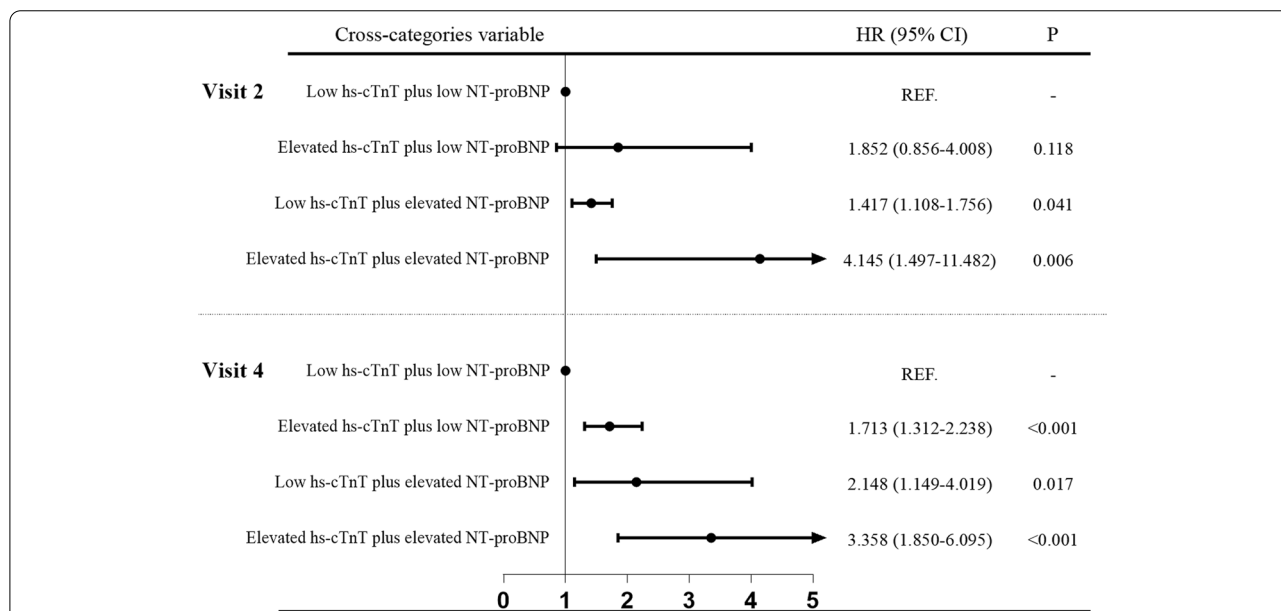 Cross-categories variable HR (95% CI) P
Visit 2 Low hs-cTnT plus low NT-proBNP REF. -
Elevated hs-cTnT plus low NT-proBNP 1.852 (0.856-4.008) 0.118
Low hs-cTnT plus elevated NT-proBNP 1.417 (1.108-1.756) 0.041
Elevated hs-cTnT plus elevated NT-proBNP 4.145 (1.497-11.482) 0.006
Visit 4 Low hs-cTnT plus low NT-proBNP REF. -
Elevated hs-cTnT plus low NT-proBNP 1.713 (1.312-2.238) <0.001
Low hs-cTnT plus elevated NT-proBNP 2.148 (1.149-4.019) 0.017
Elevated hs-cTnT plus elevated NT-proBNP 3.358 (1.850-6.095) <0.001
0 1 2 3 4 5